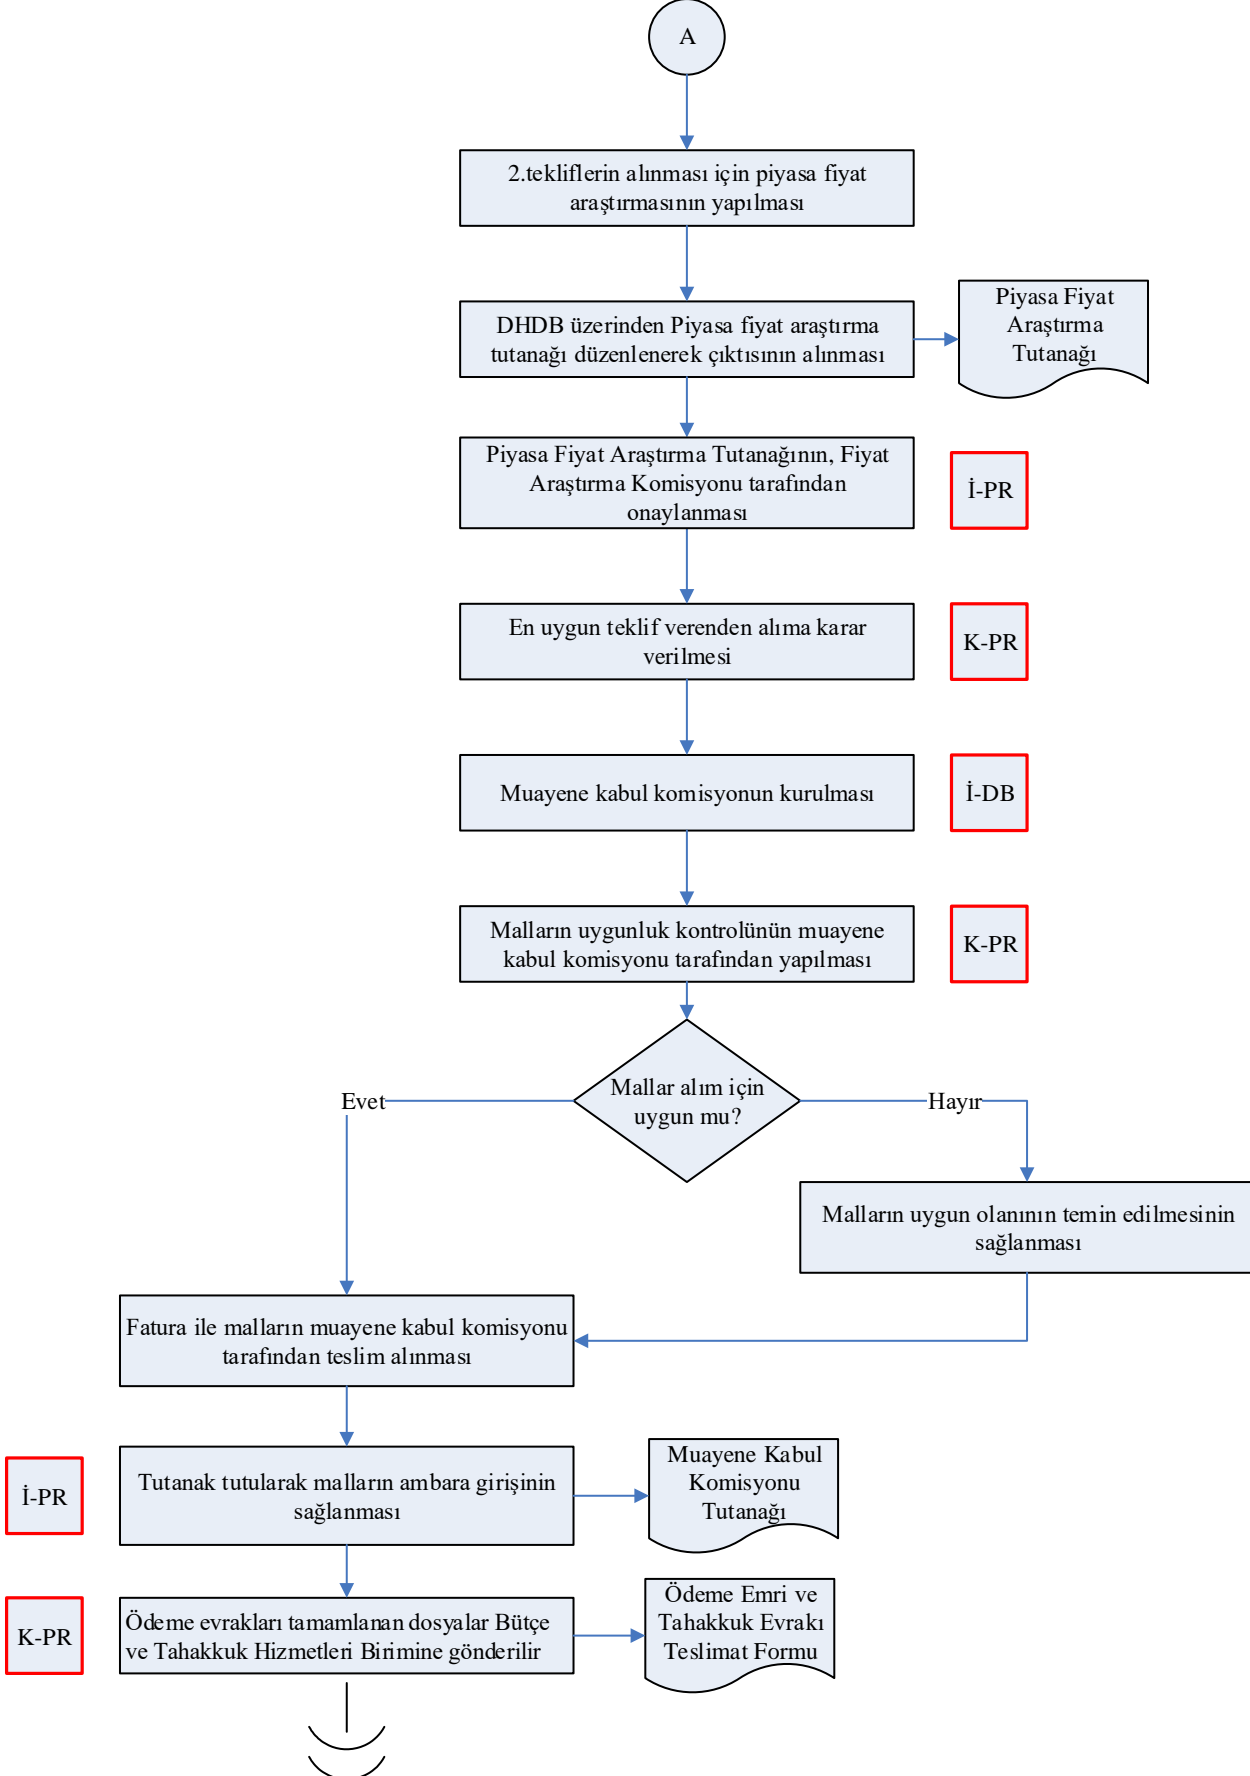 A
2.tekliflerin alınması için piyasa fiyat
araştırmasının yapılması
DHDB üzerinden Piyasa fiyat araştırma
tutanağı düzenlenerek çıktısının alınması
Piyasa Fiyat
Araştırma
Tutanağı
Piyasa Fiyat Araştırma Tutanağının, Fiyat
Araştırma Komisyonu tarafından
onaylanması
İ-PR
En uygun teklif verenden alıma karar
verilmesi
K-PR
Muayene kabul komisyonun kurulması
İ-DB
Malların uygunluk kontrolünün muayene
kabul komisyonu tarafından yapılması
K-PR
Mallar alım için
uygun mu?
Evet
Hayır
Malların uygun olanının temin edilmesinin
sağlanması
Fatura ile malların muayene kabul komisyonu
tarafından teslim alınması
İ-PR
Tutanak tutularak malların ambara girişinin
sağlanması
Muayene Kabul
Komisyonu
Tutanağı
K-PR
Ödeme evrakları tamamlanan dosyalar Bütçe
ve Tahakkuk Hizmetleri Birimine gönderilir
Ödeme Emri ve
Tahakkuk Evrakı
Teslimat Formu